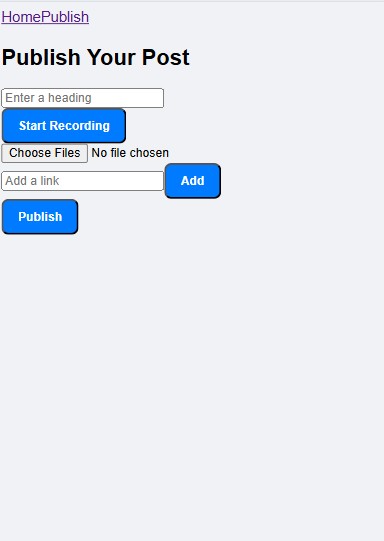 HomePublish
Publish Your Post
Enter a heading
Start Recording
Choose Files No file chosen
Add a link Add
Publish